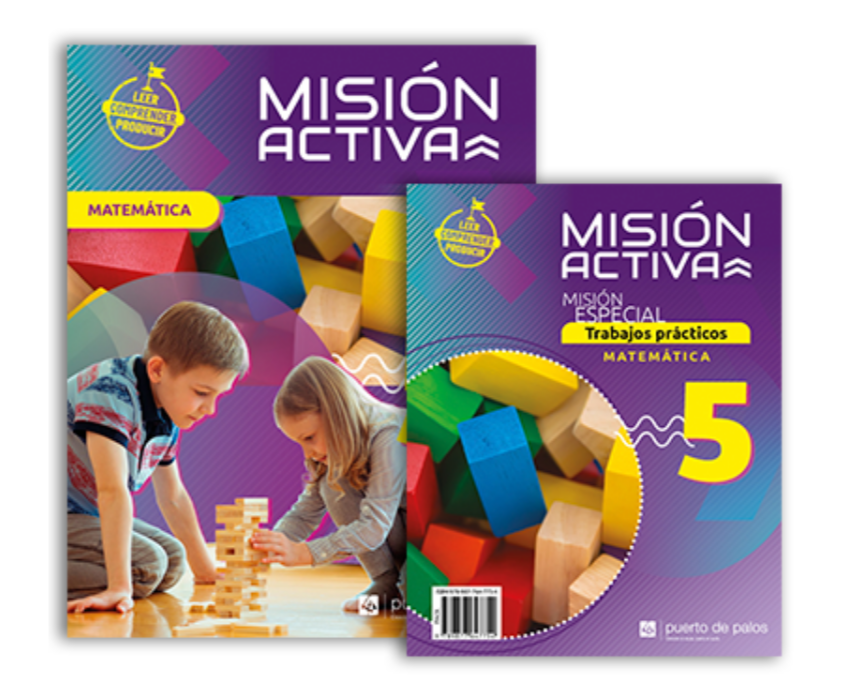 LEER
COMPRENDER
PRODUCIR
MISIÓN
ACTIVA
MATEMÁTICA
pu
LEER
COMPRENDER
PRODUCIR
MISIÓN
ACTIVA
MISIÓN
ESPECIAL
Trabajos prácticos
MATEMÁTICA
5
puerto de palos